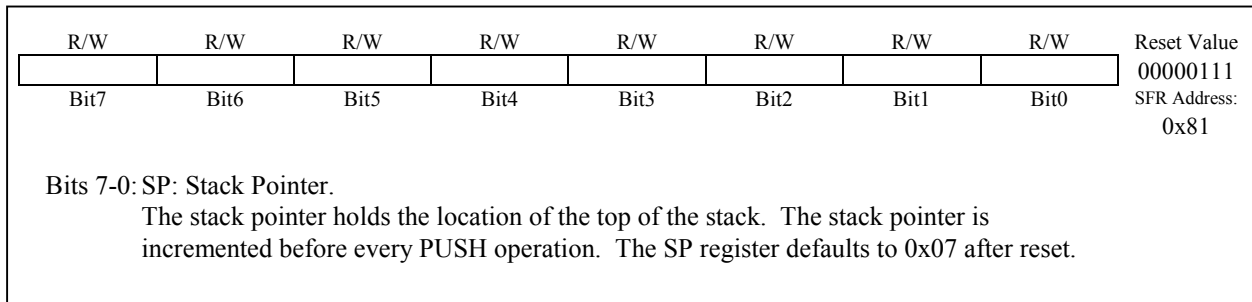 R/W R/W R/W R/W R/W R/W R/W R/W Reset Value
00000111
Bit7 Bit6 Bit5 Bit4 Bit3 Bit2 Bit1 Bit0 SFR Address:
0x81
Bits 7-0: SP: Stack Pointer.
The stack pointer holds the location of the top of the stack. The stack pointer is
incremented before every PUSH operation. The SP register defaults to 0x07 after reset.